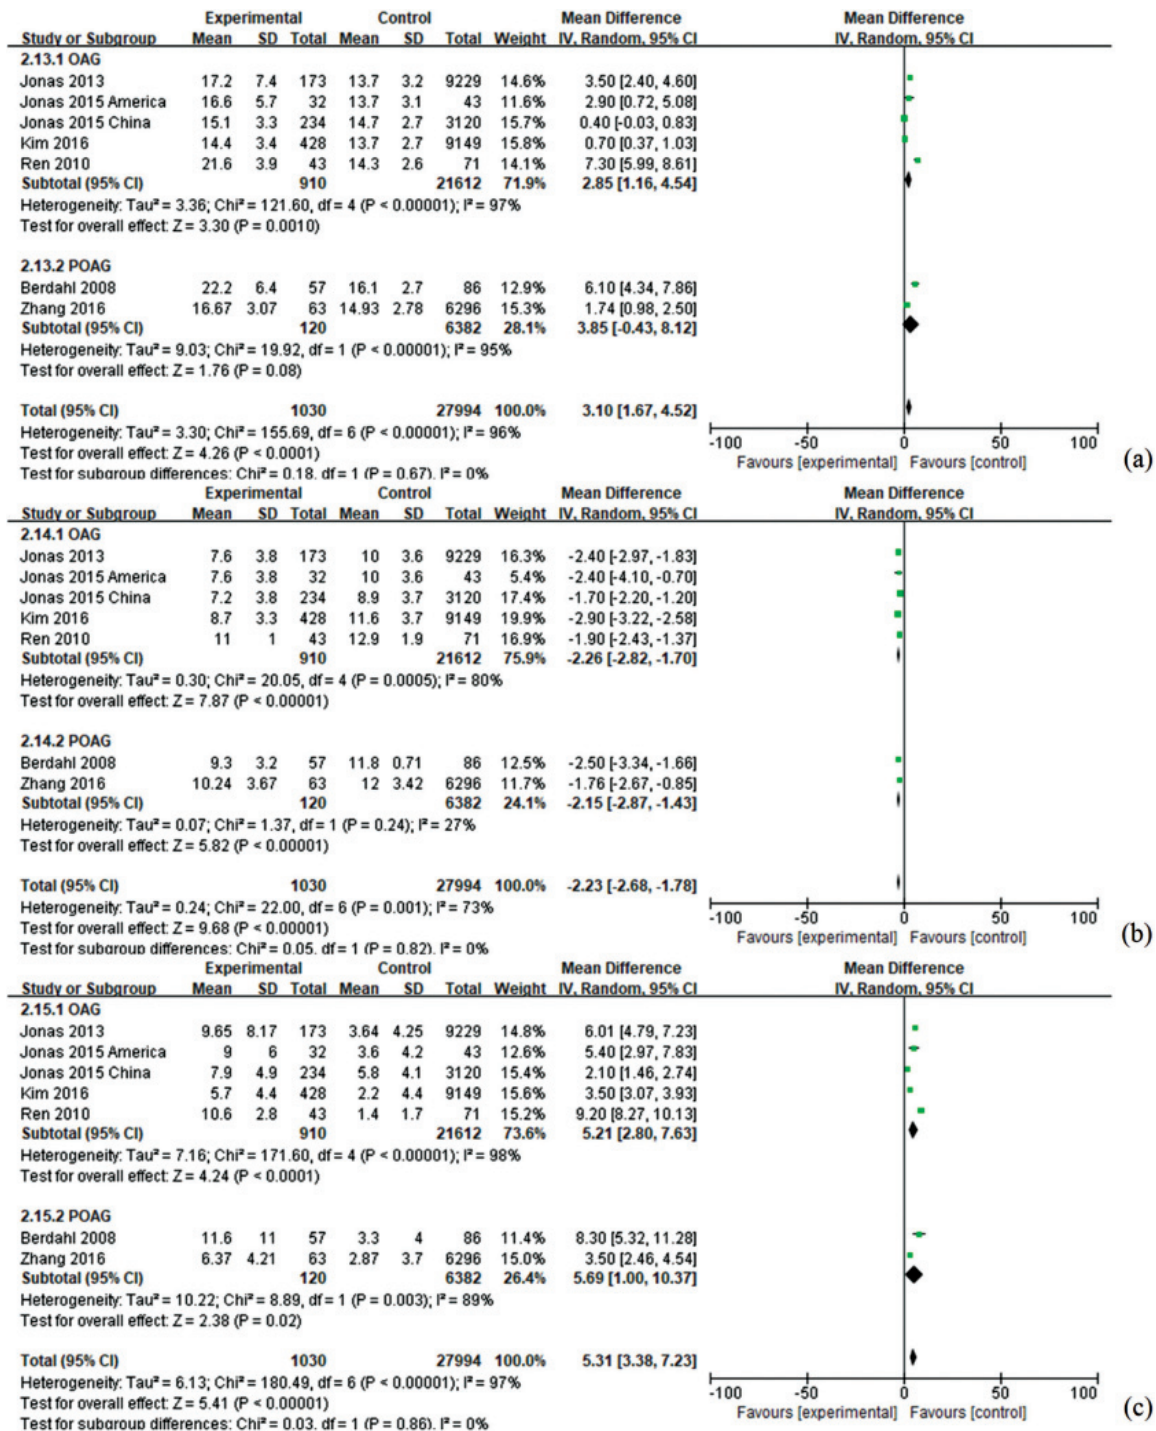 Experimental Control Mean Difference Mean Difference
Study or Subgroup Mean SD Total Mean SD Total Weight IV, Random, 95% CI IV, Random, 95% CI
2.13.1 OAG
Jonas 2013 17.2 7.4 173 13.7 3.2 9229 14.6% 3.50 [2.40, 4.60]
Jonas 2015 America 16.6 5.7 32 13.7 3.1 43 11.6% 2.90 [0.72, 5.08]
Jonas 2015 China 15.1 3.3 234 14.7 2.7 3120 15.7% 0.40 [-0.03, 0.83]
Kim 2016 14.4 3.4 428 13.7 2.7 9149 15.8% 0.70 [0.37, 1.03]
Ren 2010 21.6 3.9 43 14.3 2.6 71 14.1% 7.30 [5.99, 8.61]
Subtotal (95% CI) 910 21612 71.9% 2.85 [1.16, 4.54]
Heterogeneity: Tau² = 3.36; Chi² = 121.60, df = 4 (P < 0.00001); I² = 97%
Test for overall effect: Z = 3.30 (P = 0.0010)
2.13.2 POAG
Berdahl 2008 22.2 6.4 57 16.1 2.7 86 12.9% 6.10 [4.34, 7.86]
Zhang 2016 16.67 3.07 63 14.93 2.78 6296 15.3% 1.74 [0.98, 2.50]
Subtotal (95% CI) 120 6382 28.1% 3.85 [-0.43, 8.12]
Heterogeneity: Tau² = 9.03; Chi² = 19.92, df = 1 (P < 0.00001); I² = 95%
Test for overall effect: Z = 1.76 (P = 0.08)
Total (95% CI) 1030 27994 100.0% 3.10 [1.67, 4.52]
Heterogeneity: Tau² = 3.30; Chi² = 155.69, df = 6 (P < 0.00001); I² = 96%
Test for overall effect: Z = 4.26 (P < 0.0001)
Test for subgroup differences: Chi² = 0.18, df = 1 (P = 0.67), I² = 0%
-100 -50 0 50 100
Favours [experimental] Favours [control]
(a)
Experimental Control Mean Difference Mean Difference
Study or Subgroup Mean SD Total Mean SD Total Weight IV, Random, 95% CI IV, Random, 95% CI
2.14.1 OAG
Jonas 2013 7.6 3.8 173 10 3.6 9229 16.3% -2.40 [-2.97, -1.83]
Jonas 2015 America 7.6 3.8 32 10 3.6 43 5.4% -2.40 [-4.10, -0.70]
Jonas 2015 China 7.2 3.8 234 8.9 3.7 3120 17.4% -1.70 [-2.20, -1.20]
Kim 2016 8.7 3.3 428 11.6 3.7 9149 19.9% -2.90 [-3.22, -2.58]
Ren 2010 11 1 43 12.9 1.9 71 16.9% -1.90 [-2.43, -1.37]
Subtotal (95% CI) 910 21612 75.9% -2.26 [-2.82, -1.70]
Heterogeneity: Tau² = 0.30; Chi² = 20.05, df = 4 (P = 0.0005); I² = 80%
Test for overall effect: Z = 7.87 (P < 0.00001)
2.14.2 POAG
Berdahl 2008 9.3 3.2 57 11.8 0.71 86 12.5% -2.50 [-3.34, -1.66]
Zhang 2016 10.24 3.67 63 12 3.42 6296 11.7% -1.76 [-2.67, -0.85]
Subtotal (95% CI) 120 6382 24.1% -2.15 [-2.87, -1.43]
Heterogeneity: Tau² = 0.07; Chi² = 1.37, df = 1 (P = 0.24); I² = 27%
Test for overall effect: Z = 5.82 (P < 0.00001)
Total (95% CI) 1030 27994 100.0% -2.23 [-2.68, -1.78]
Heterogeneity: Tau² = 0.24; Chi² = 22.00, df = 6 (P = 0.001); I² = 73%
Test for overall effect: Z = 9.68 (P < 0.00001)
Test for subgroup differences: Chi² = 0.05, df = 1 (P = 0.82), I² = 0%
-100 -50 0 50 100
Favours [experimental] Favours [control]
(b)
Experimental Control Mean Difference Mean Difference
Study or Subgroup Mean SD Total Mean SD Total Weight IV, Random, 95% CI IV, Random, 95% CI
2.15.1 OAG
Jonas 2013 9.65 8.17 173 3.64 4.25 9229 14.8% 6.01 [4.79, 7.23]
Jonas 2015 America 9 6 32 3.6 4.2 43 12.6% 5.40 [2.97, 7.83]
Jonas 2015 China 7.9 4.9 234 5.8 4.1 3120 15.4% 2.10 [1.46, 2.74]
Kim 2016 5.7 4.4 428 2.2 4.4 9149 15.6% 3.50 [3.07, 3.93]
Ren 2010 10.6 2.8 43 1.4 1.7 71 15.2% 9.20 [8.27, 10.13]
Subtotal (95% CI) 910 21612 73.6% 5.21 [2.80, 7.63]
Heterogeneity: Tau² = 7.16; Chi² = 171.60, df = 4 (P < 0.00001); I² = 98%
Test for overall effect: Z = 4.24 (P < 0.0001)
2.15.2 POAG
Berdahl 2008 11.6 11 57 3.3 4 86 11.4% 8.30 [5.32, 11.28]
Zhang 2016 6.37 4.21 63 2.87 3.7 6296 15.0% 3.50 [2.46, 4.54]
Subtotal (95% CI) 120 6382 26.4% 5.69 [1.00, 10.37]
Heterogeneity: Tau² = 10.22; Chi² = 8.89, df = 1 (P = 0.003); I² = 89%
Test for overall effect: Z = 2.38 (P = 0.02)
Total (95% CI) 1030 27994 100.0% 5.31 [3.38, 7.23]
Heterogeneity: Tau² = 6.13; Chi² = 180.49, df = 6 (P < 0.00001); I² = 97%
Test for overall effect: Z = 5.41 (P < 0.00001)
Test for subgroup differences: Chi² = 0.03, df = 1 (P = 0.86), I² = 0%
-100 -50 0 50 100
Favours [experimental] Favours [control]
(c)